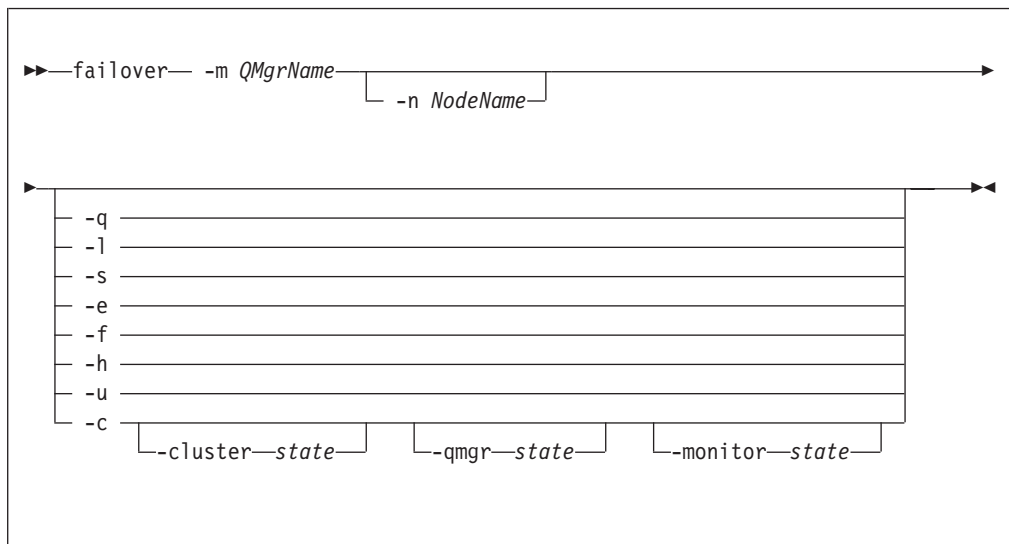 failover -m QMgrName
-n NodeName
-q
-l
-s
-e
-f
-h
-u
-c
-cluster state -qmgr state -monitor state